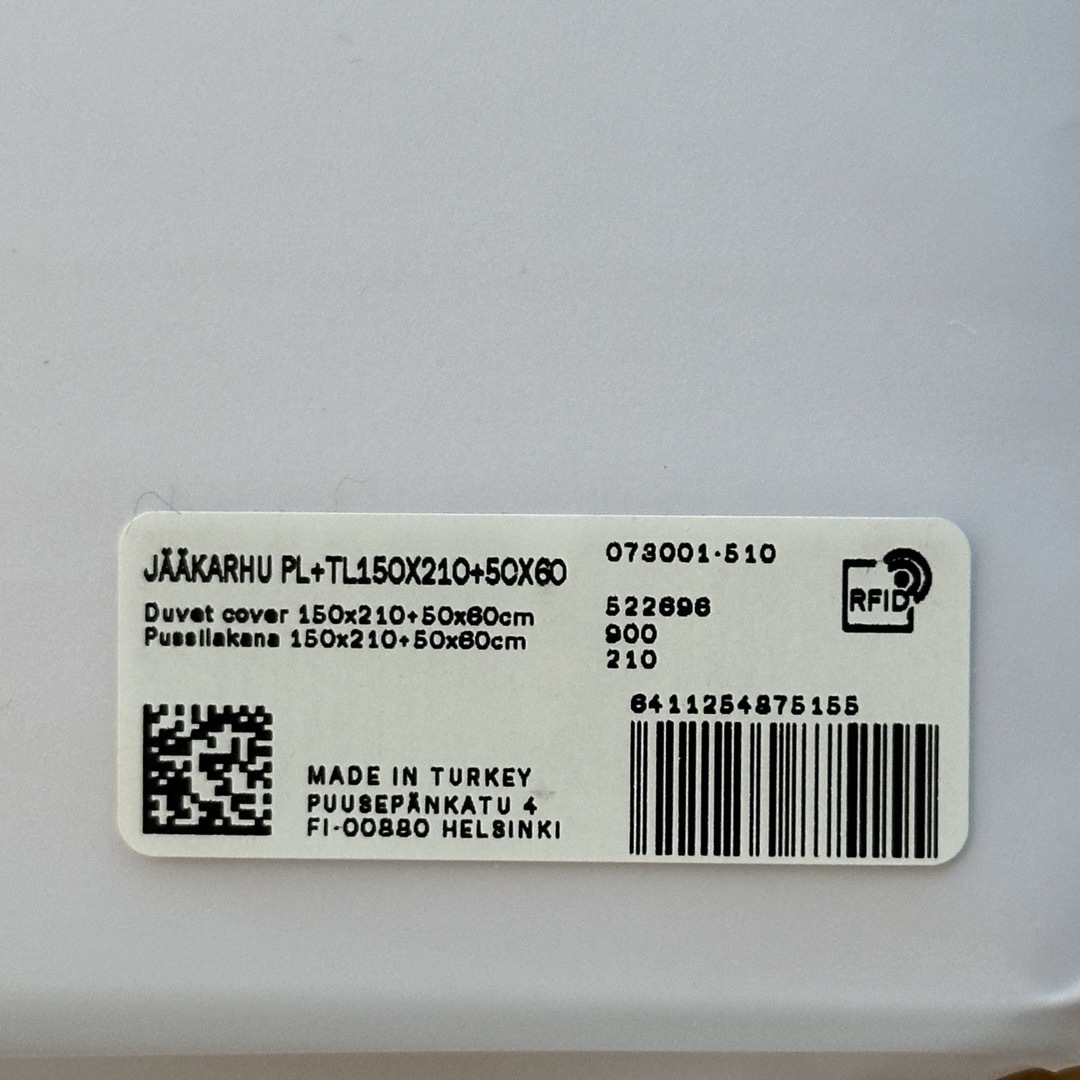 JÄÄKARHU PL+TL150X210+50X60
Duvet cover 150x210+50x60cm
Pussilakana 150x210+50x60cm
073001-510
522696
900
210
RFID
6411254875155
MADE IN TURKEY
PUUSEPÄNKATU 4
FI-00880 HELSINKI